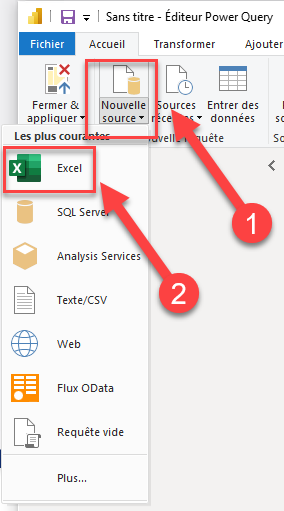 Sans titre - Éditeur Power Query
Fichier Accueil Transformer Ajouter
Fermer & Nouvelle Sources Entrer des
appliquer source récentes données
Nouvelle requête
Les plus courantes
Excel
1
SQL Server
Analysis Services
2
Texte/CSV
Web
Flux OData
Requête vide
Plus...